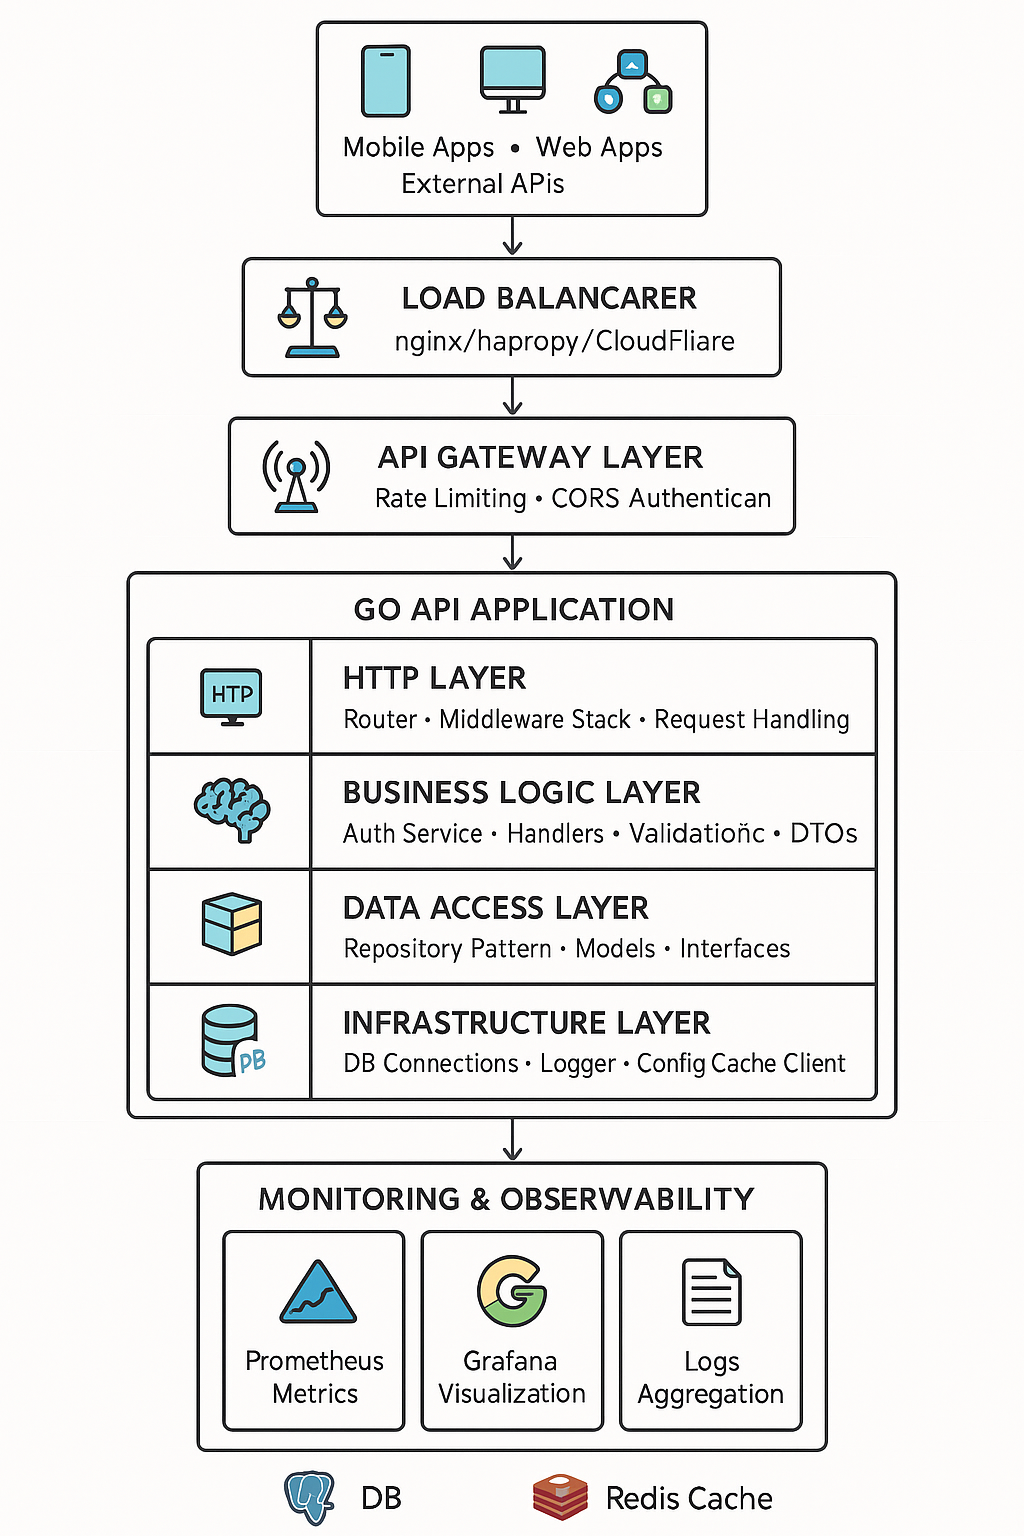 Mobile Apps • Web Apps
External APis
LOAD BALANCARER
nginx/hapropy/CloudFliare
API GATEWAY LAYER
Rate Limiting • CORS Authentican
GO API APPLICATION
HTP
HTTP LAYER
Router • Middleware Stack • Request Handling
BUSINESS LOGIC LAYER
Auth Service • Handlers • Validationc̆ • DTOs
DATA ACCESS LAYER
Repository Pattern • Models • Interfaces
DB
INFRASTRUCTURE LAYER
DB Connections • Logger • Config Cache Client
MONITORING & OBSERWABILITY
Prometheus
Metrics
Grafana
Visualization
Logs
Aggregation
DB
Redis Cache